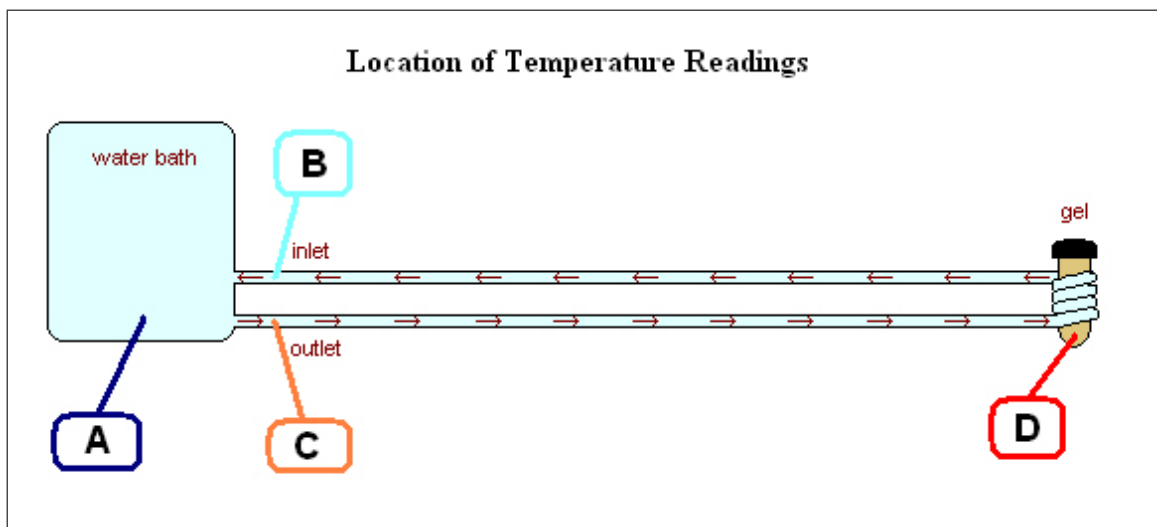 Location of Temperature Readings
water bath
B
gel
inlet
outlet
A
C
D